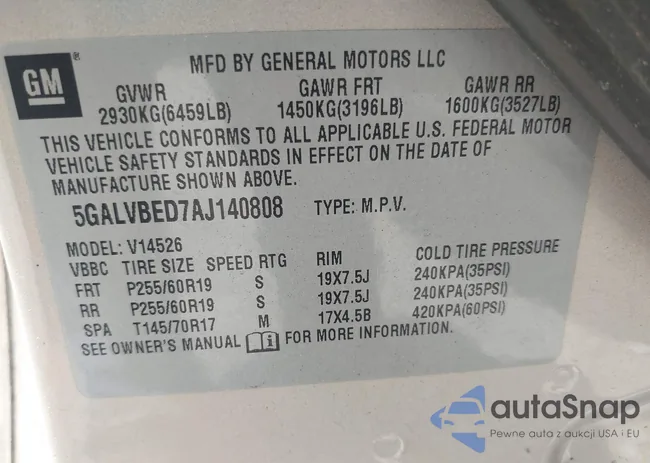 GM
MFD BY GENERAL MOTORS LLC
GVWR GAWR FRT GAWR RR
2930KG(6459LB) 1450KG(3196LB) 1600KG(3527LB)
THIS VEHICLE CONFORMS TO ALL APPLICABLE U.S. FEDERAL MOTOR
VEHICLE SAFETY STANDARDS IN EFFECT ON THE DATE OF
MANUFACTURE SHOWN ABOVE.
5GALVBED7AJ140808 TYPE: M.P.V.
MODEL: V14526
VBBC TIRE SIZE SPEED RTG RIM COLD TIRE PRESSURE
FRT P255/60R19 S 19X7.5J 240KPA(35PSI)
RR P255/60R19 S 19X7.5J 240KPA(35PSI)
SPA T145/70R17 M 17X4.5B 420KPA(60PSI)
SEE OWNER'S MANUAL FOR MORE INFORMATION.
autaSnap
Pewne auta z aukcji USA i EU